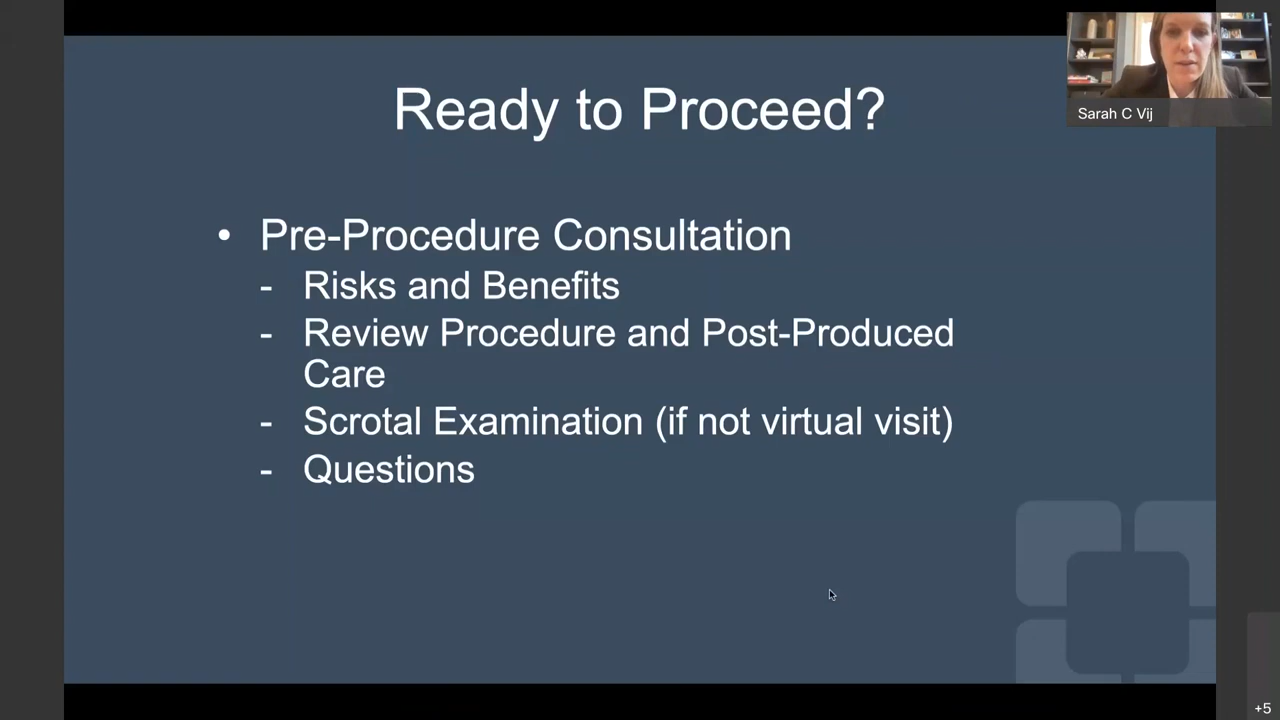 Ready to Proceed?
Sarah C Vij
• Pre-Procedure Consultation
- Risks and Benefits
- Review Procedure and Post-Produced
Care
- Scrotal Examination (if not virtual visit)
- Questions
+5